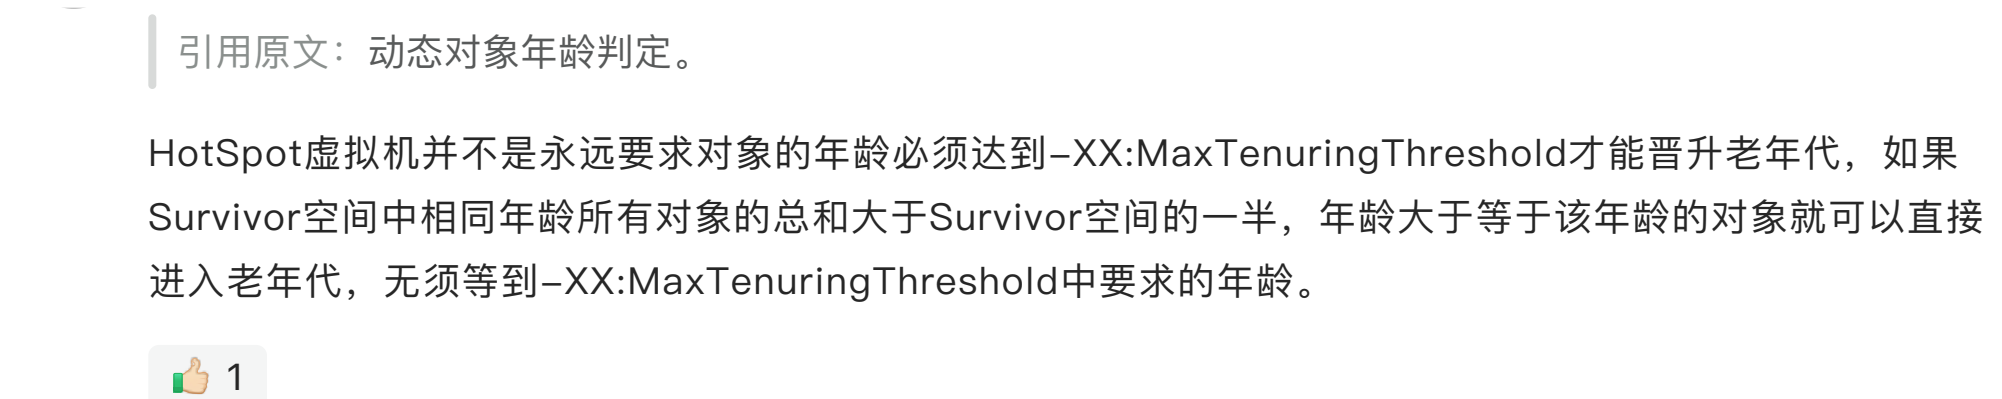 引用原文：动态对象年龄判定。
HotSpot虚拟机并不是永远要求对象的年龄必须达到-XX:MaxTenuringThreshold才能晋升老年代，如果
Survivor空间中相同年龄所有对象的总和大于Survivor空间的一半，年龄大于等于该年龄的对象就可以直接
进入老年代，无须等到-XX:MaxTenuringThreshold中要求的年龄。
👍🏻 1